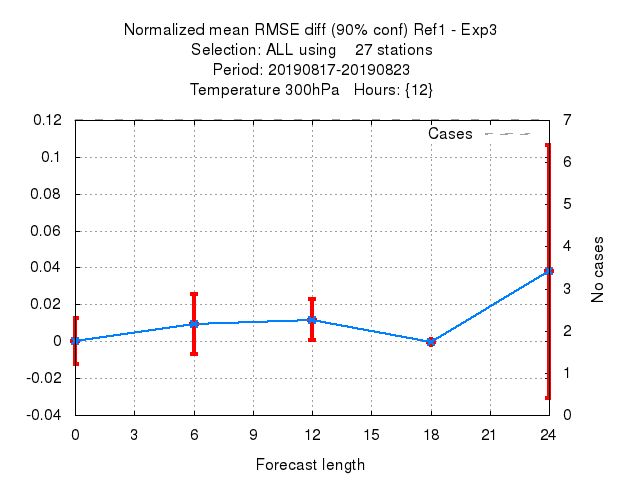 Normalized mean RMSE diff (90% conf) Ref1 - Exp3
Selection: ALL using    27 stations
Period: 20190817-20190823
Temperature 300hPa   Hours: {12}
Cases
0.12
0.1
0.08
0.06
0.04
0.02
0
-0.02
-0.04
7
6
5
4
3
2
1
0
No cases
0 3 6 9 12 15 18 21 24
Forecast length